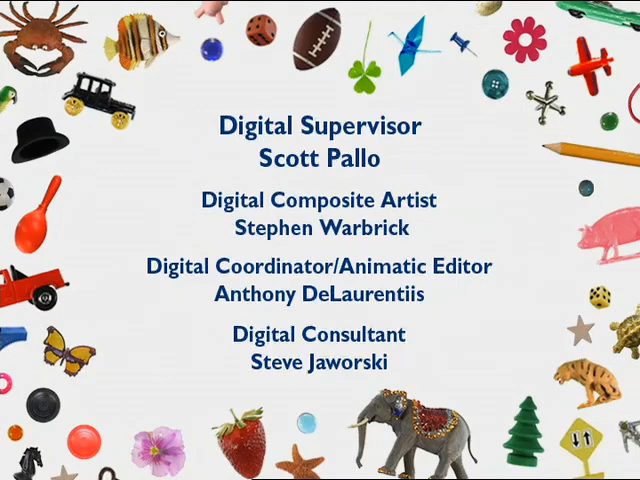 Digital Supervisor
Scott Pallo
Digital Composite Artist
Stephen Warbrick
Digital Coordinator/Animatic Editor
Anthony DeLaurentiis
Digital Consultant
Steve Jaworski